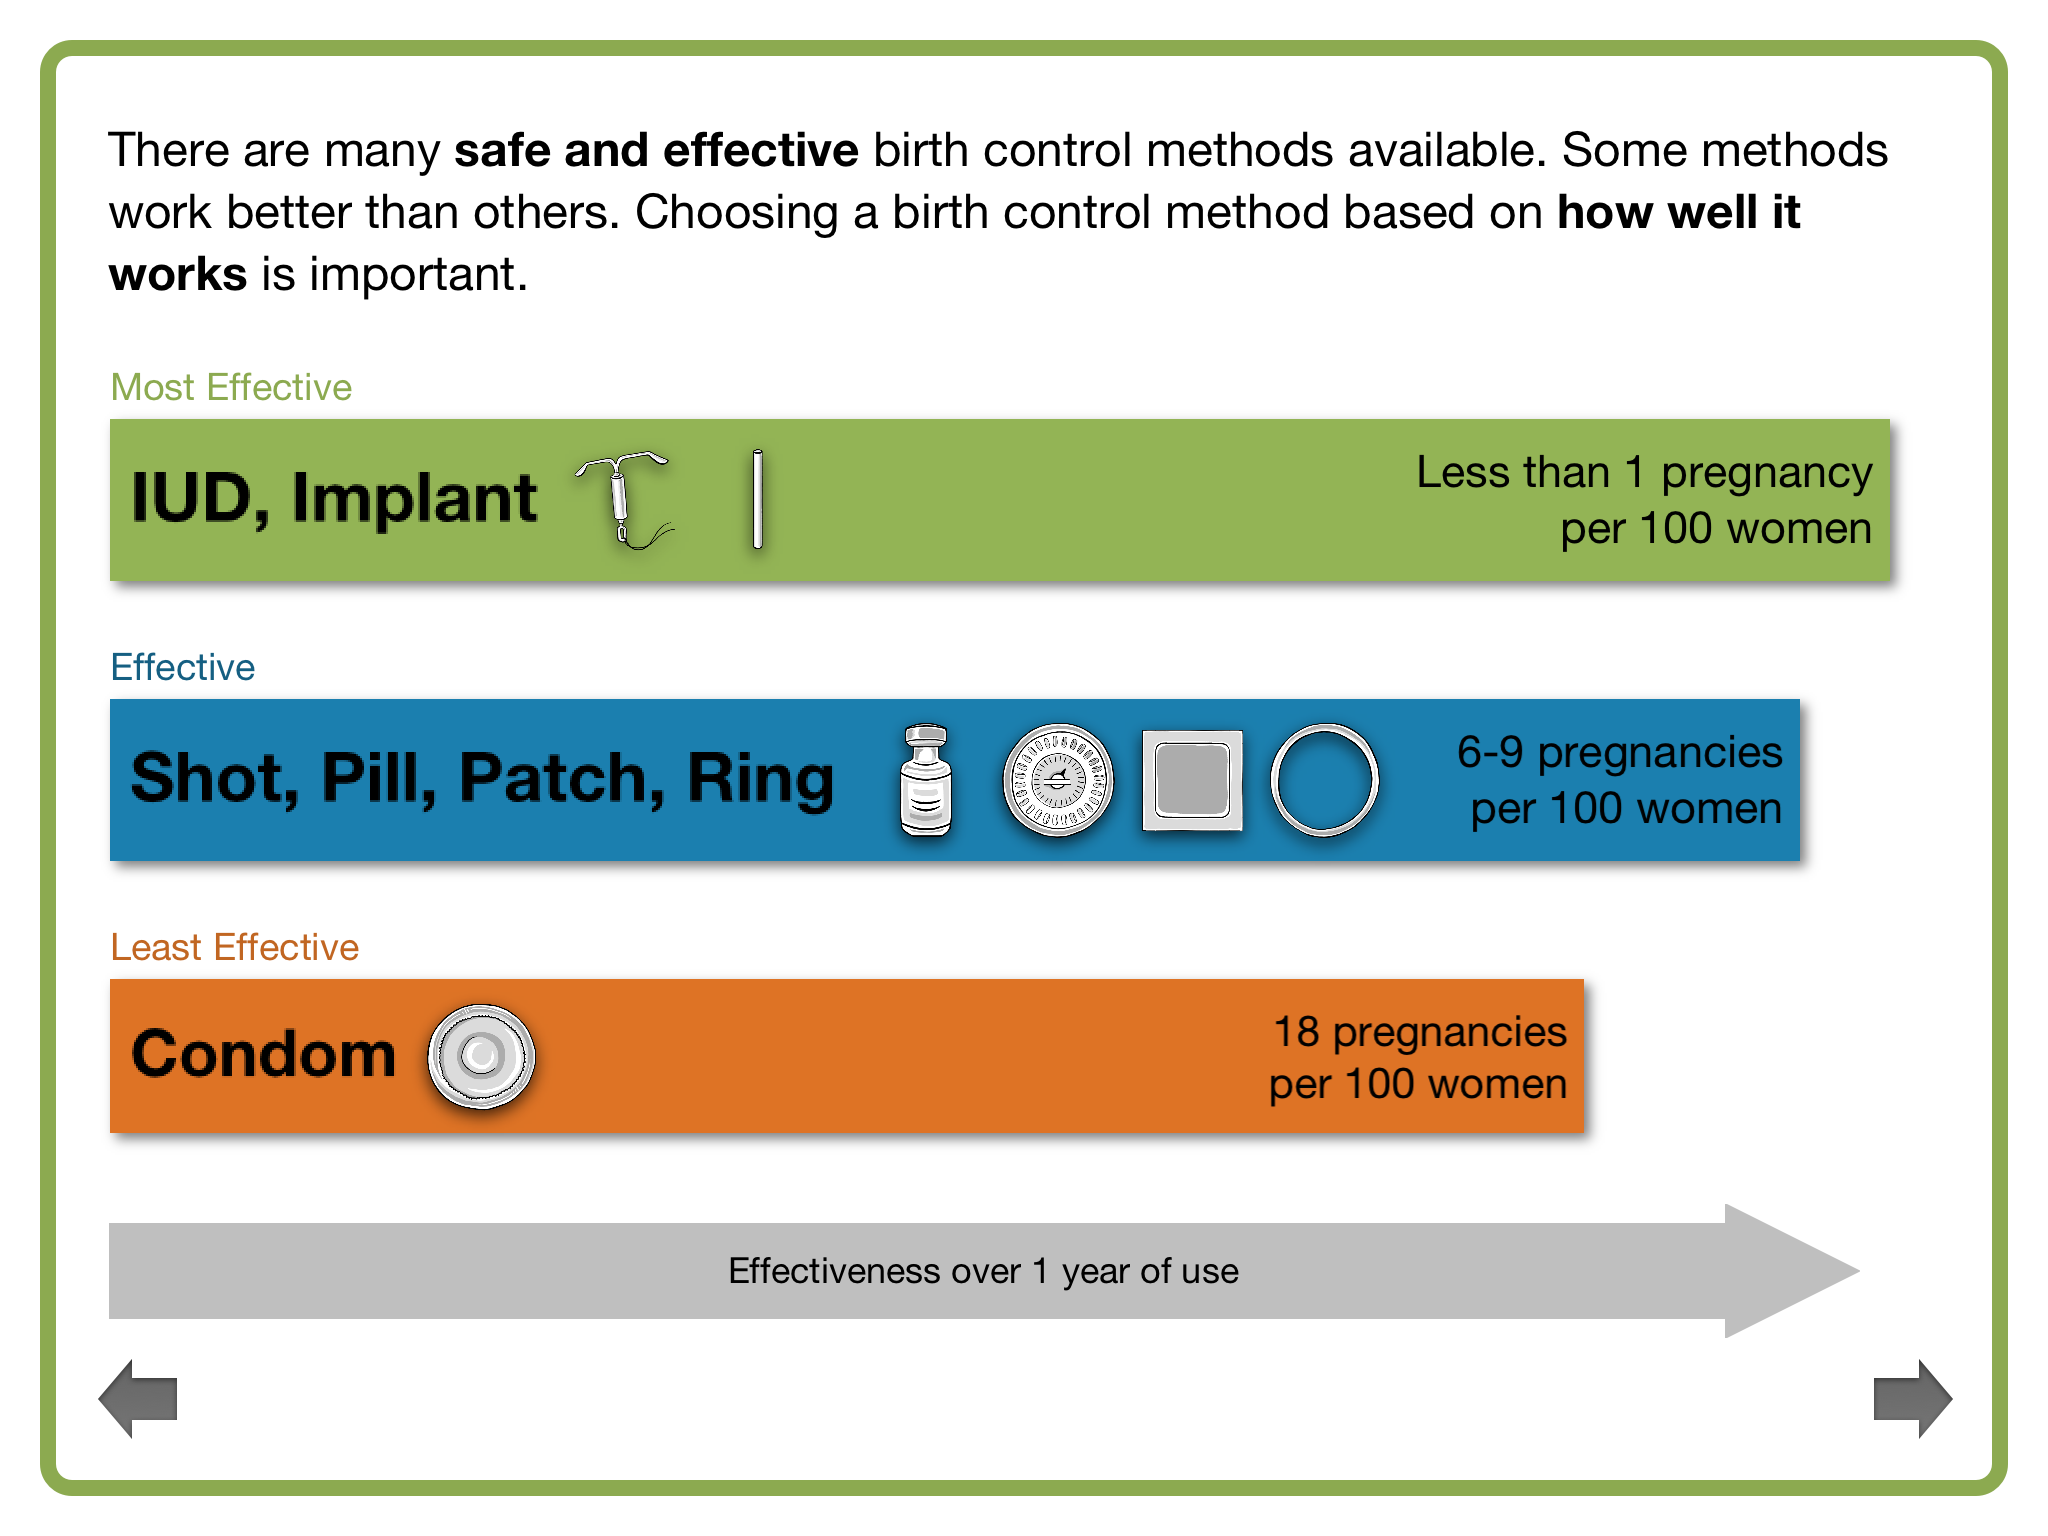 There are many safe and effective birth control methods available. Some methods
work better than others. Choosing a birth control method based on how well it
works is important.
Most Effective
IUD, Implant
Less than 1 pregnancy
per 100 women
Effective
Shot, Pill, Patch, Ring
6-9 pregnancies
per 100 women
Least Effective
Condom
18 pregnancies
per 100 women
Effectiveness over 1 year of use